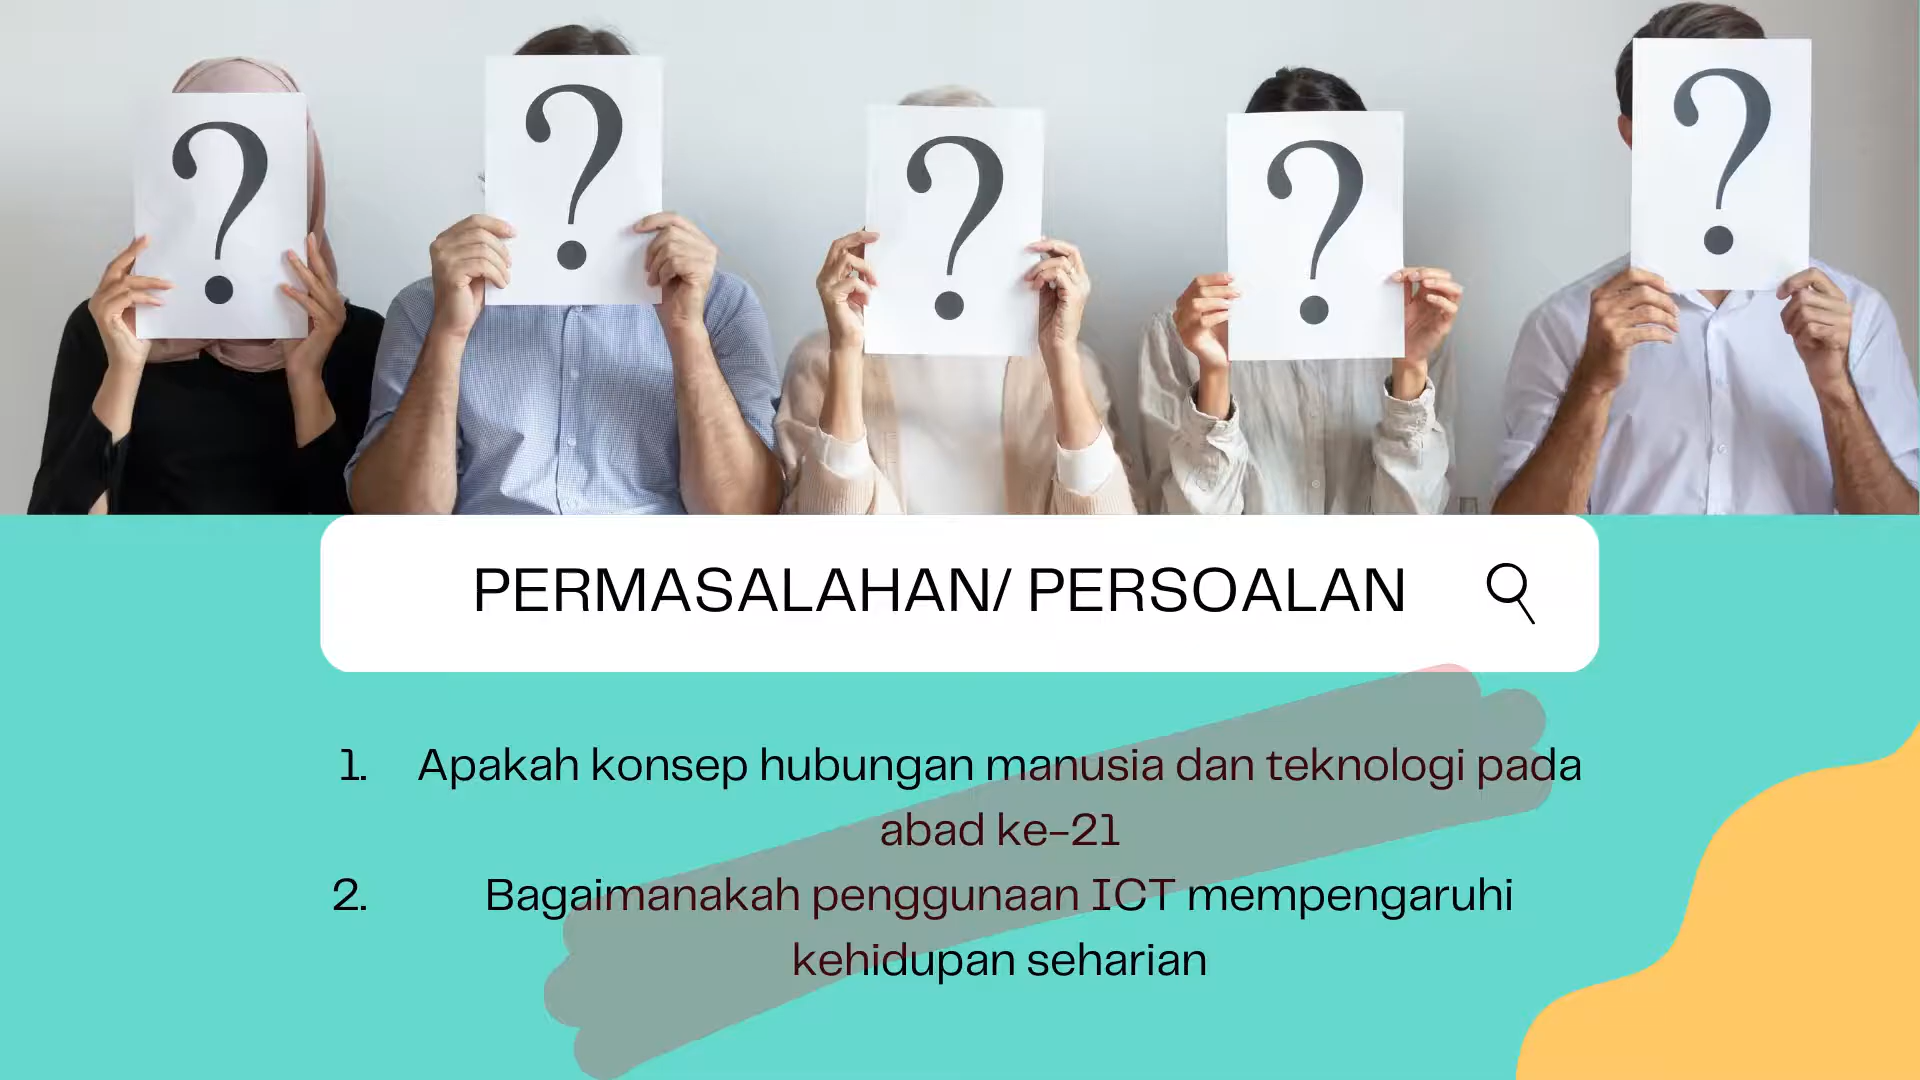 ?
?
?
?
?
PERMASALAHAN/ PERSOALAN
1. Apakah konsep hubungan manusia dan teknologi pada
abad ke-21
2. Bagaimanakah penggunaan ICT mempengaruhi
kehidupan seharian